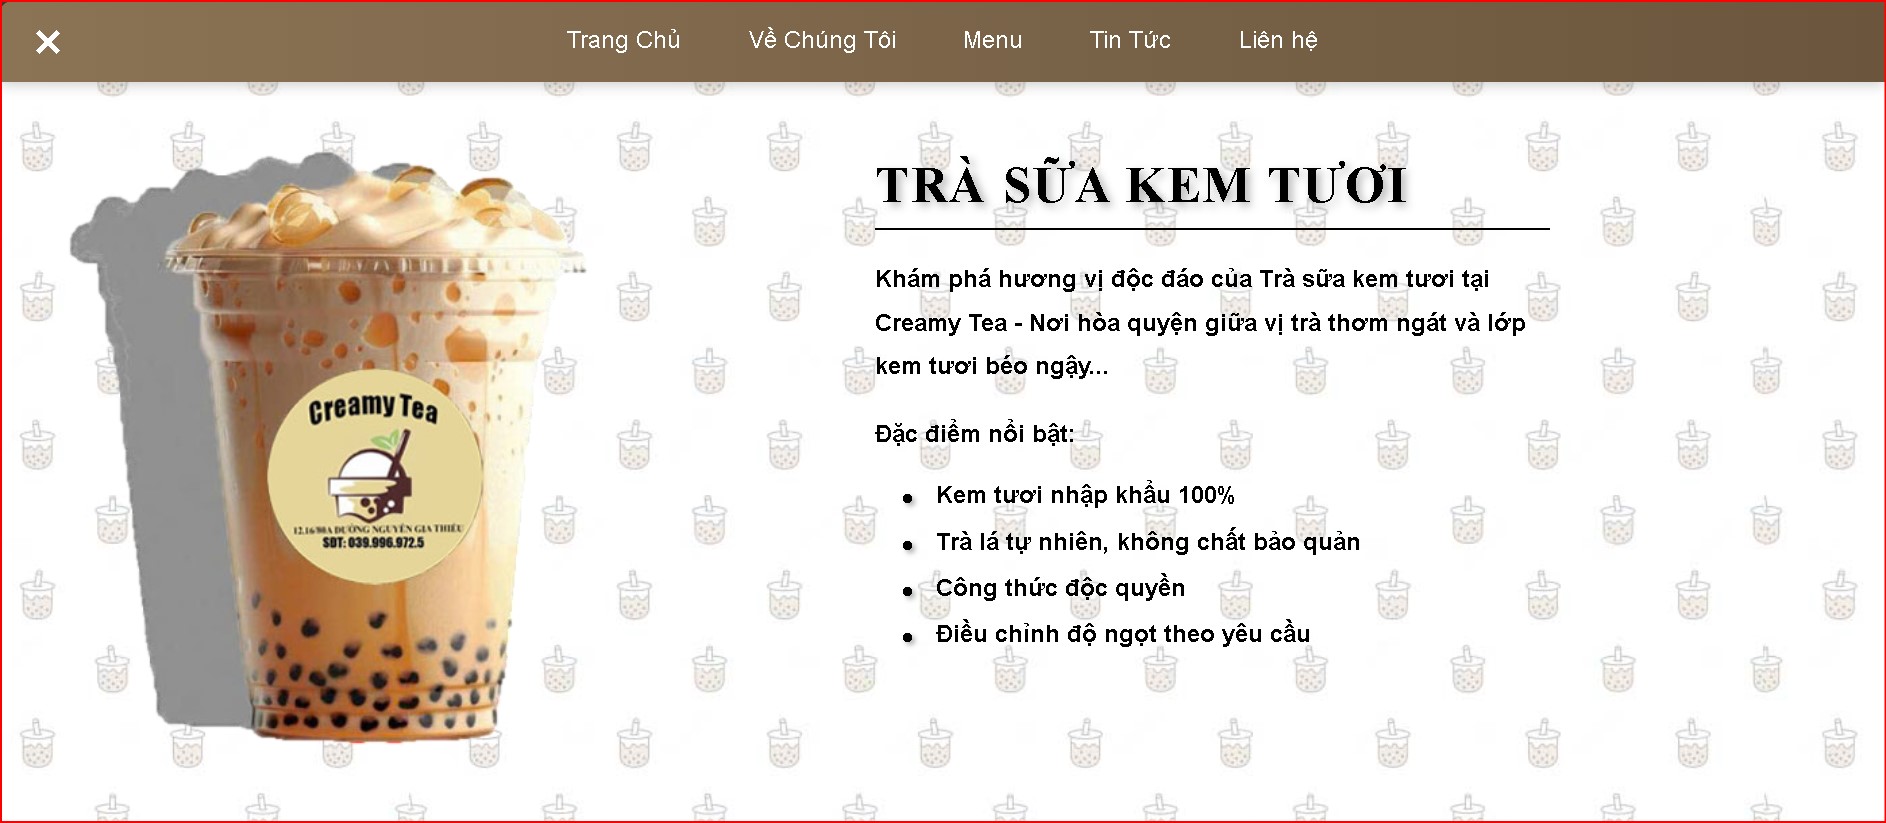 Trang Chủ Về Chúng Tôi Menu Tin Tức Liên hệ
TRÀ SỮA KEM TƯƠI
Khám phá hương vị độc đáo của Trà sữa kem tươi tại
Creamy Tea - Nơi hòa quyện giữa vị trà thơm ngát và lớp
kem tươi béo ngậy...
Đặc điểm nổi bật:
Kem tươi nhập khẩu 100%
Trà lá tự nhiên, không chất bảo quản
Công thức độc quyền
Điều chỉnh độ ngọt theo yêu cầu
Creamy Tea
12.16/80A ĐƯỜNG NGUYỄN GIA THIỀU
SĐT: 039.996.972.5